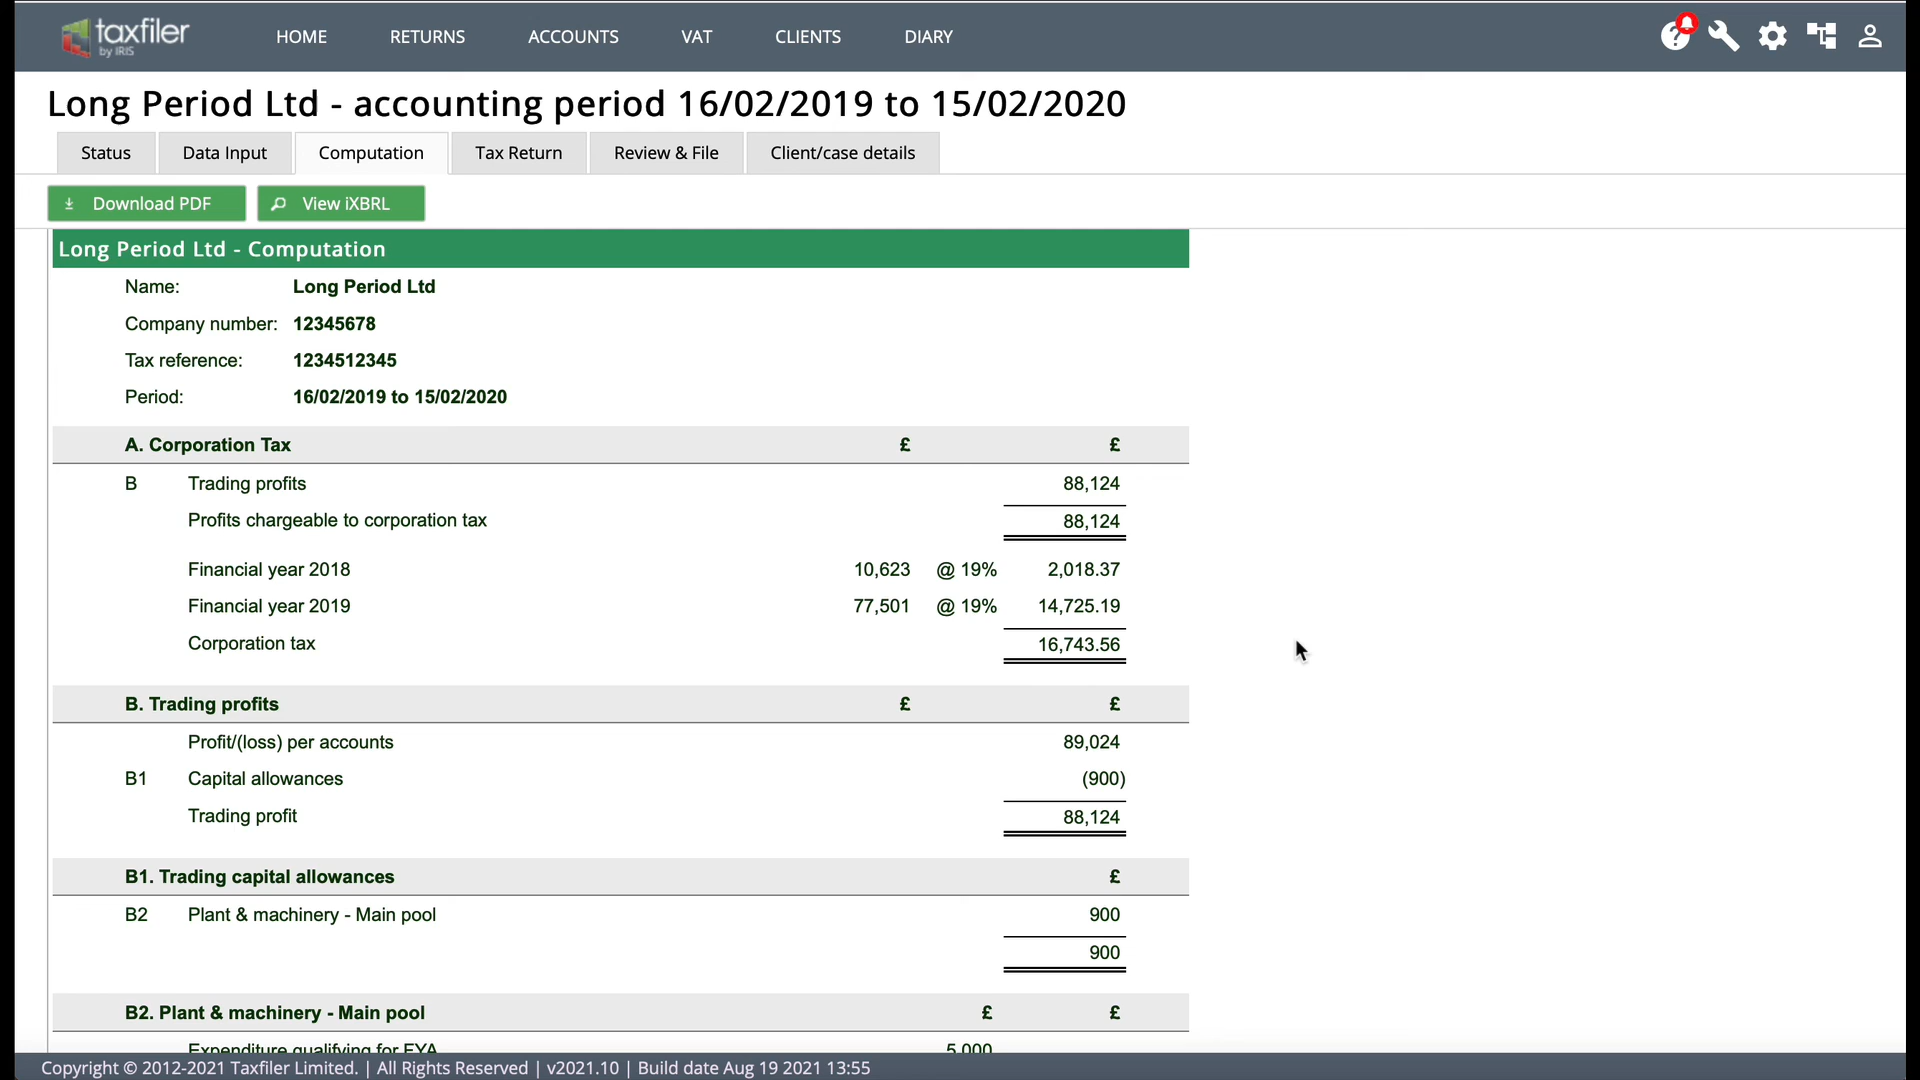 taxfiler
by IRIS
HOME RETURNS ACCOUNTS VAT CLIENTS DIARY
Long Period Ltd - accounting period 16/02/2019 to 15/02/2020
Status Data Input Computation Tax Return Review & File Client/case details
Download PDF View iXBRL
Long Period Ltd - Computation
Name: Long Period Ltd
Company number: 12345678
Tax reference: 1234512345
Period: 16/02/2019 to 15/02/2020
A. Corporation Tax £ £
B Trading profits 88,124
Profits chargeable to corporation tax 88,124
Financial year 2018 10,623 @ 19% 2,018.37
Financial year 2019 77,501 @ 19% 14,725.19
Corporation tax 16,743.56
B. Trading profits £ £
Profit/(loss) per accounts 89,024
B1 Capital allowances (900)
Trading profit 88,124
B1. Trading capital allowances £
B2 Plant & machinery - Main pool 900
900
B2. Plant & machinery - Main pool £ £
Expenditure qualifying for FYA 5,000
Copyright © 2012-2021 Taxfiler Limited. | All Rights Reserved | v2021.10 | Build date Aug 19 2021 13:55